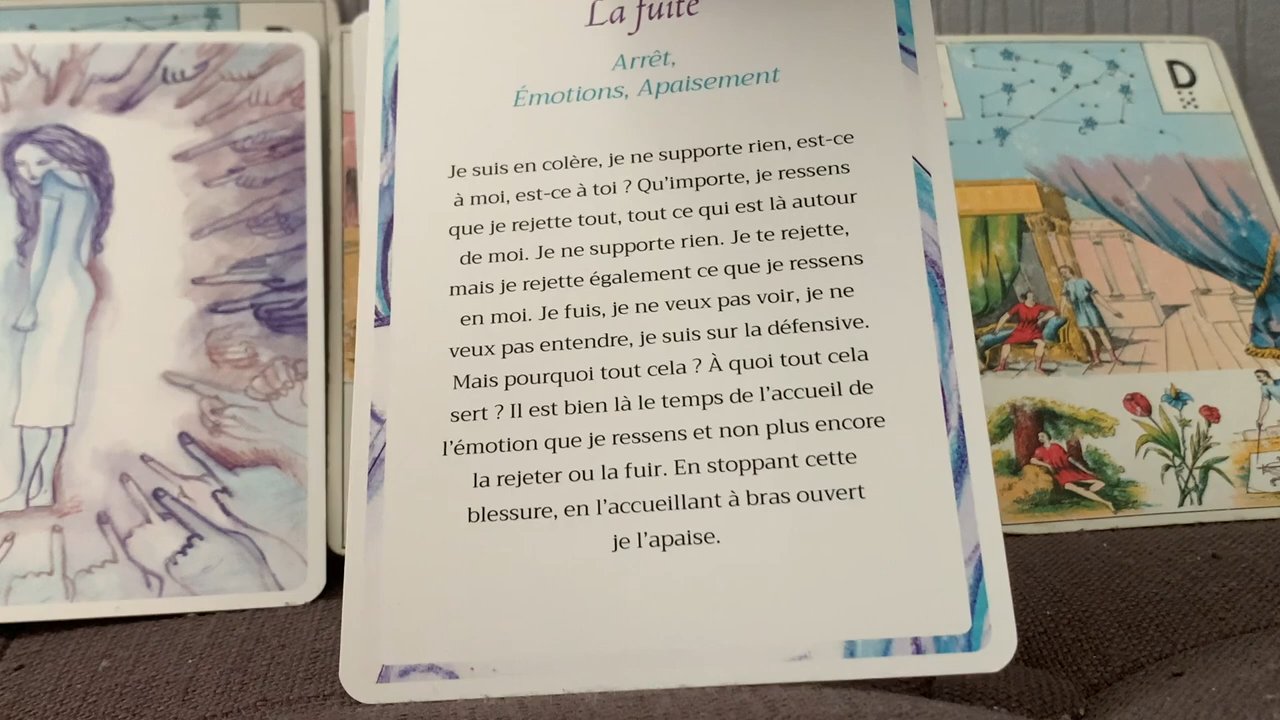 La fuite
Arrêt,
Émotions, Apaisement
Je suis en colère, je ne supporte rien, est-ce
à moi, est-ce à toi ? Qu'importe, je ressens
que je rejette tout, tout ce qui est là autour
de moi. Je ne supporte rien. Je te rejette,
mais je rejette également ce que je ressens
en moi. Je fuis, je ne veux pas voir, je ne
veux pas entendre, je suis sur la défensive.
Mais pourquoi tout cela ? À quoi tout cela
sert ? Il est bien là le temps de l'accueil de
l'émotion que je ressens et non plus encore
la rejeter ou la fuir. En stoppant cette
blessure, en l'accueillant à bras ouvert
je l'apaise.
D